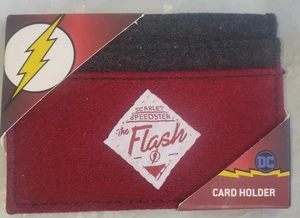 SCARLET
SPEEDSTER
the
Flash
DC
CARD HOLDER